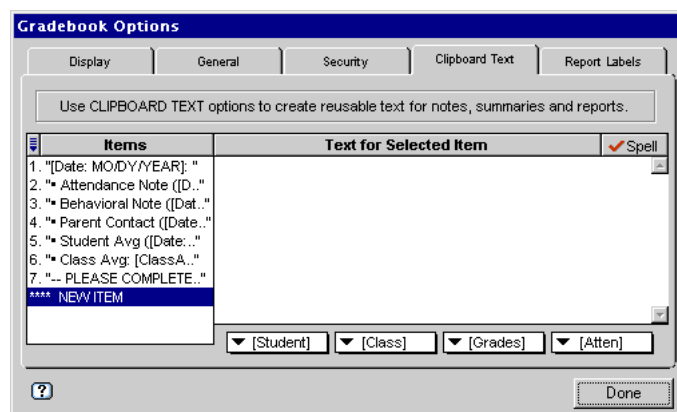 Gradebook Options
Display General Security Clipboard Text Report Labels
Use CLIPBOARD TEXT options to create reusable text for notes, summaries and reports.
Items Text for Selected Item Spell
1. "[Date: MO/DY/YEAR]: "
2. "▪ Attendance Note ([D.."
3. "▪ Behavioral Note ([Dat.."
4. "▪ Parent Contact ([Date.."
5. "▪ Student Avg ([Date:.."
6. "▪ Class Avg: [ClassA.."
7. "-- PLEASE COMPLETE.."
**** NEW ITEM
[Student] [Class] [Grades] [Atten]
? Done